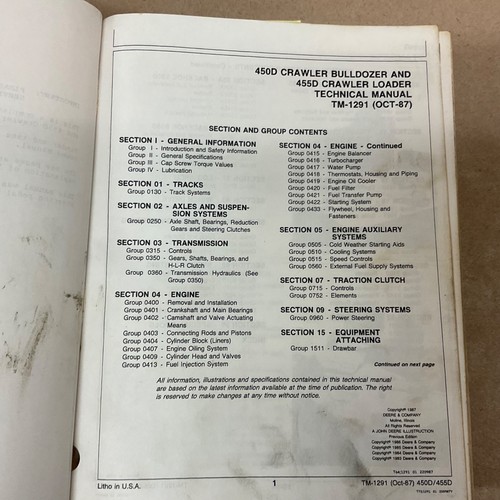 450D CRAWLER BULLDOZER AND
455D CRAWLER LOADER
TECHNICAL MANUAL
TM-1291 (OCT-87)
SECTION AND GROUP CONTENTS
SECTION I - GENERAL INFORMATION
Group I - Introduction and Safety Information
Group II - General Specifications
Group III - Cap Screw Torque Values
Group IV - Lubrication
SECTION 01 - TRACKS
Group 0130 - Track Systems
SECTION 02 - AXLES AND SUSPEN-
SION SYSTEMS
Group 0250 - Axle Shaft, Bearings, Reduction
Gears and Steering Clutches
SECTION 03 - TRANSMISSION
Group 0315 - Controls
Group 0350 - Gears, Shafts, Bearings, and
H-L-R Clutch
Group 0360 - Transmission Hydraulics (See
Group 0350)
SECTION 04 - ENGINE
Group 0400 - Removal and Installation
Group 0401 - Crankshaft and Main Bearings
Group 0402 - Camshaft and Valve Actuating
Means
Group 0403 - Connecting Rods and Pistons
Group 0404 - Cylinder Block (Liners)
Group 0407 - Engine Oiling System
Group 0409 - Cylinder Head and Valves
Group 0413 - Fuel Injection System
SECTION 04 - ENGINE - Continued
Group 0415 - Engine Balancer
Group 0416 - Turbocharger
Group 0417 - Water Pump
Group 0418 - Thermostats, Housing and Piping
Group 0419 - Engine Oil Cooler
Group 0420 - Fuel Filter
Group 0421 - Fuel Transfer Pump
Group 0422 - Starting System
Group 0433 - Flywheel, Housing and
Fasteners
SECTION 05 - ENGINE AUXILIARY
SYSTEMS
Group 0505 - Cold Weather Starting Aids
Group 0510 - Cooling Systems
Group 0515 - Speed Controls
Group 0560 - External Fuel Supply Systems
SECTION 07 - TRACTION CLUTCH
Group 0715 - Controls
Group 0752 - Elements
SECTION 09 - STEERING SYSTEMS
Group 0960 - Power Steering
SECTION 15 - EQUIPMENT
ATTACHING
Group 1511 - Drawbar
Continued on next page
All information, illustrations and specifications contained in this technical manual
are based on the latest information available at the time of publication. The right
is reserved to make changes at any time without notice.
Copyright® 1987
DEERE & COMPANY
Moline, Illinois
All Rights Reserved
A JOHN DEERE ILLUSTRUCTION
Previous Edition
Copyright® 1986 Deere & Company
Copyright® 1985 Deere & Company
Copyright® 1984 Deere & Company
Copyright® 1983 Deere & Company
Litho in U.S.A.
1
TM-1291 (Oct-87) 450D/455D